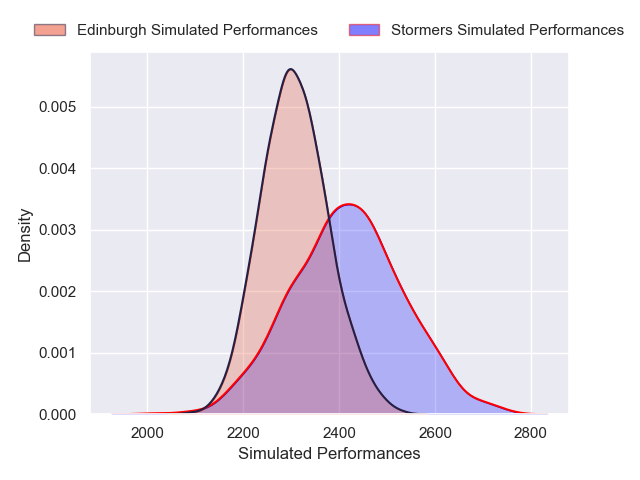 Edinburgh Simulated Performances
Stormers Simulated Performances
Density
0.005
0.004
0.003
0.002
0.001
0.000
2000
2200
2400
2600
2800
Simulated Performances